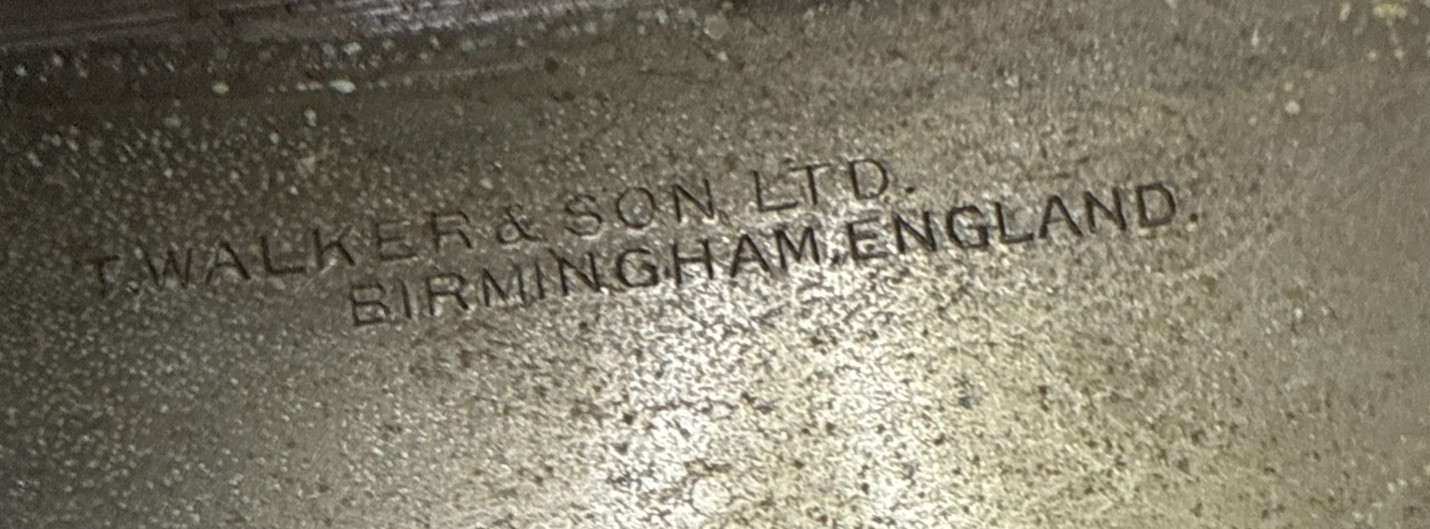 T. WALKER & SON, LTD.
BIRMINGHAM, ENGLAND.